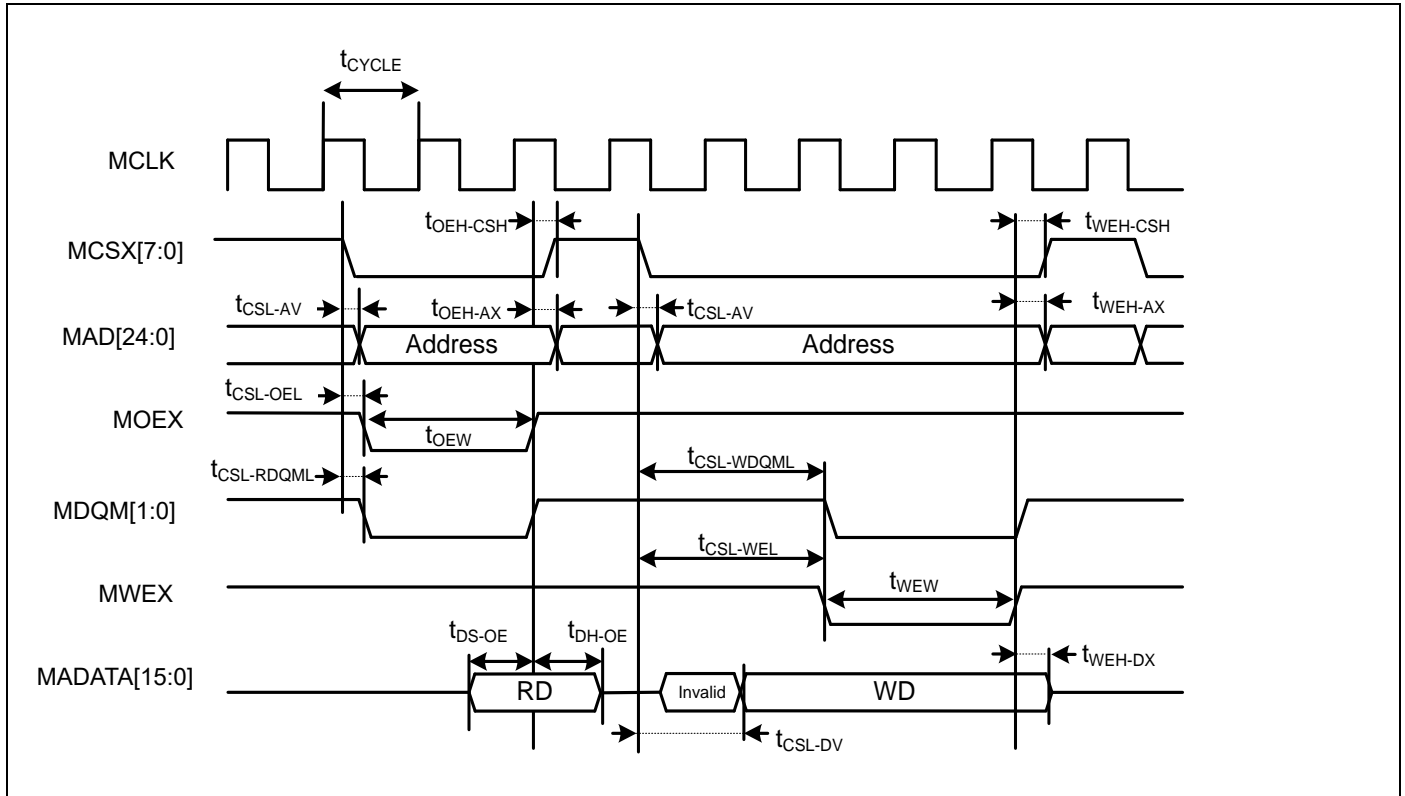 tCYCLE
MCLK
tOEH-CSH
tWEH-CSH
MCSX[7:0]
tCSL-AV
tOEH-AX
tCSL-AV
tWEH-AX
MAD[24:0]
Address
Address
tCSL-OEL
MOEX
tOEW
tCSL-WDQML
tCSL-RDQML
MDQM[1:0]
tCSL-WEL
tWEW
MWEX
tDS-OE
tDH-OE
tWEH-DX
MADATA[15:0]
RD
Invalid
WD
tCSL-DV